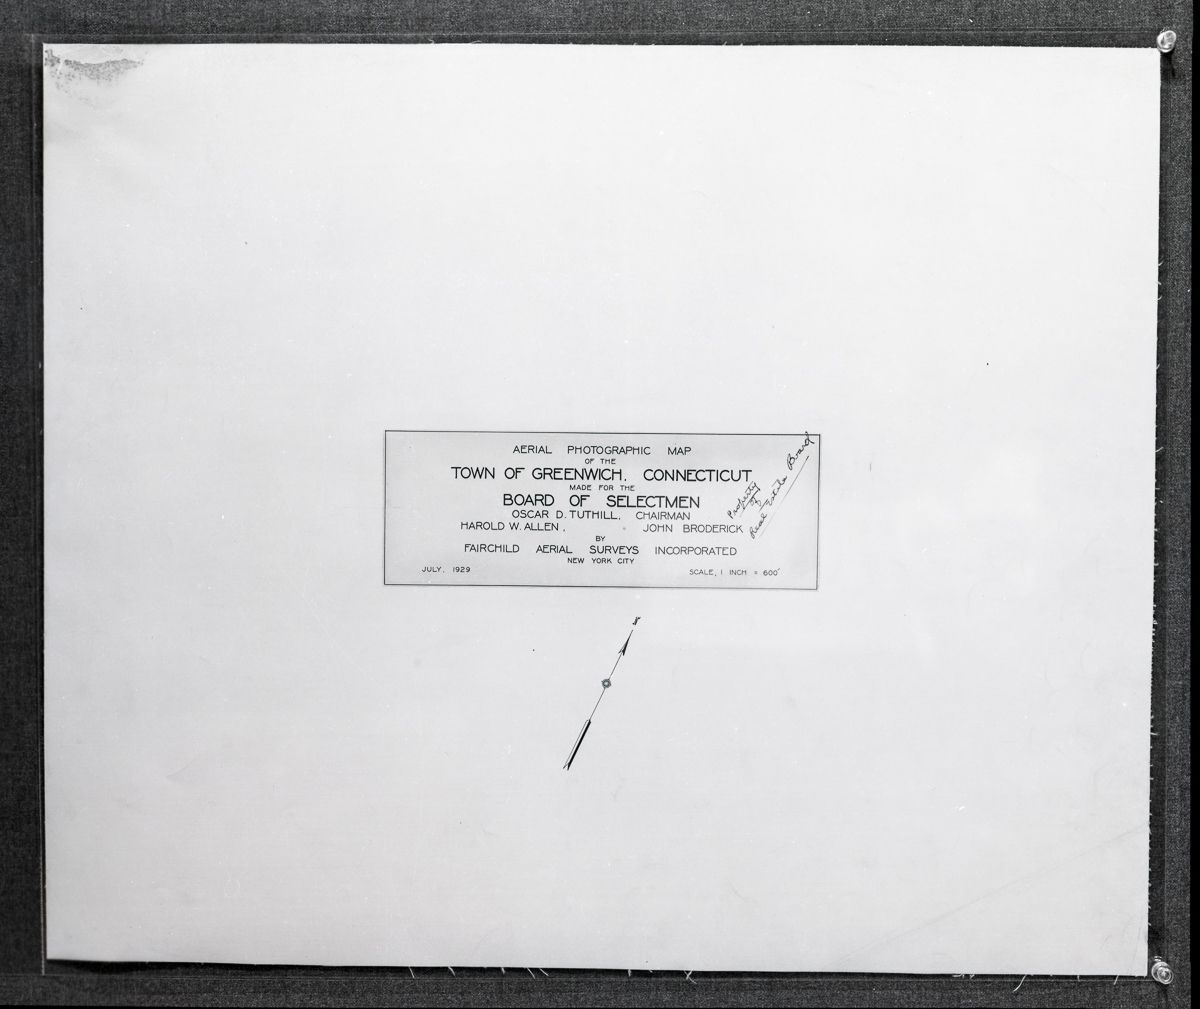 AERIAL PHOTOGRAPHIC MAP
OF THE
TOWN OF GREENWICH, CONNECTICUT
MADE FOR THE
BOARD OF SELECTMEN
OSCAR D. TUTHILL, CHAIRMAN
HAROLD W. ALLEN, JOHN BRODERICK
BY
FAIRCHILD AERIAL SURVEYS INCORPORATED
NEW YORK CITY
JULY, 1929
SCALE, 1 INCH = 600'
Property
of
Real Estate Board
N